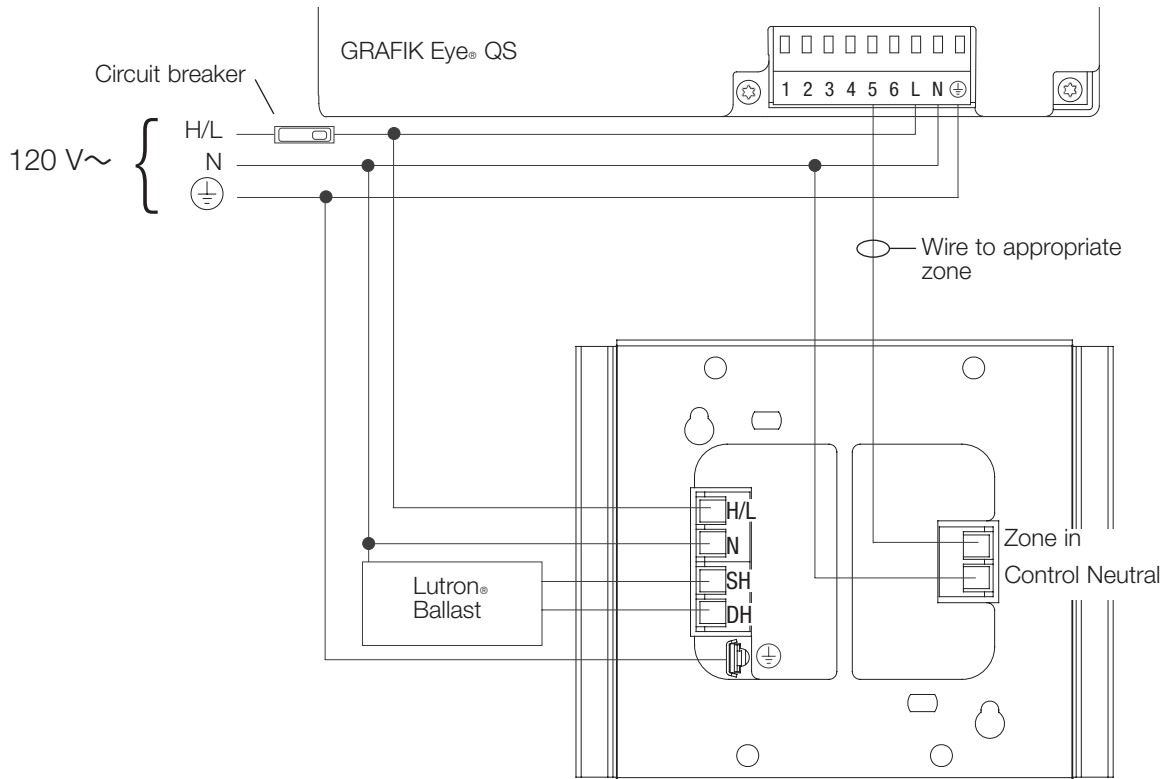 GRAFIK Eye® QS
Circuit breaker
1 2 3 4 5 6 L N
H/L
120 V~
N
Wire to appropriate
zone
H/L
N
SH
DH
Lutron®
Ballast
Zone in
Control Neutral